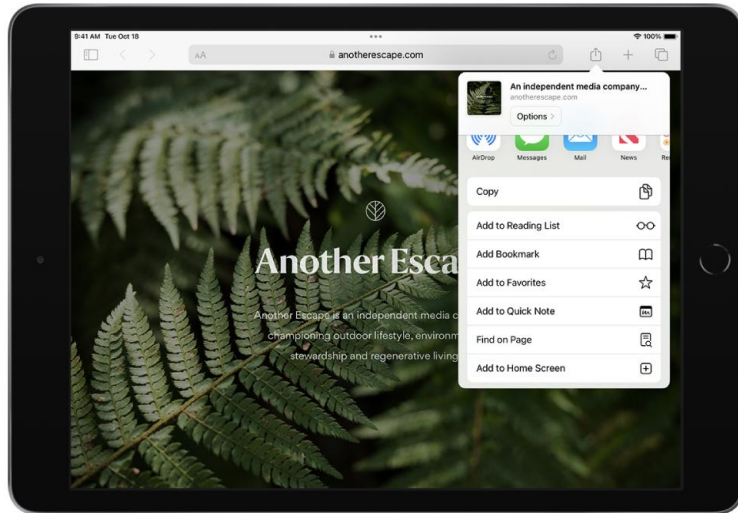 9:41 AM Tue Oct 18
100%
AA
anotherescape.com
An independent media company...
anotherescape.com
Options
AirDrop
Messages
Mail
News
Copy
Add to Reading List
Add Bookmark
Add to Favorites
Add to Quick Note
Find on Page
Add to Home Screen
Another Esca
Another Escape is an independent media c
championing outdoor lifestyle, environm
stewardship and regenerative living